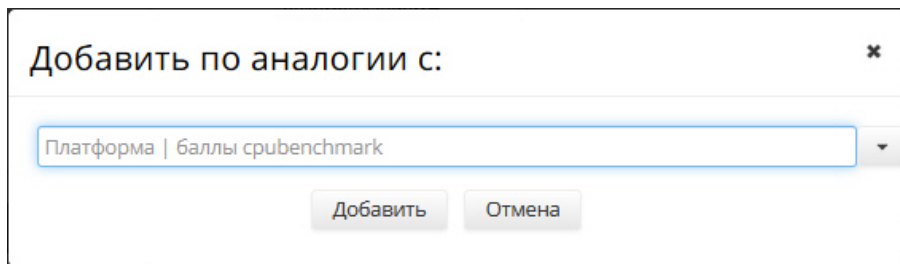 Добавить по аналогии с:
Платформа | баллы cpubenchmark
Добавить Отмена